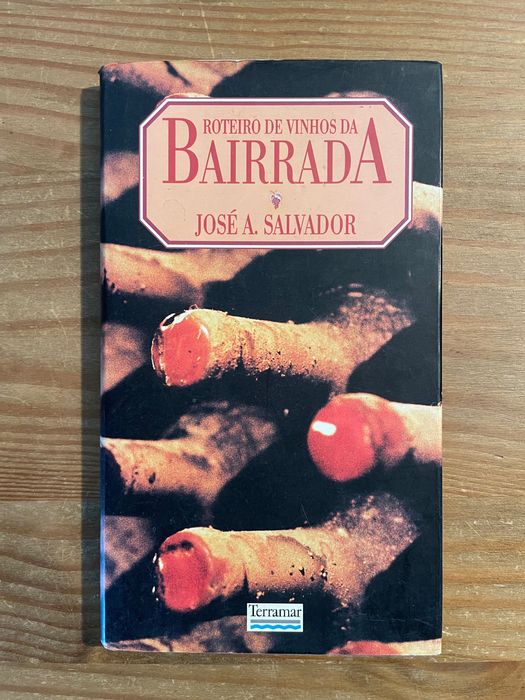 ROTEIRO DE VINHOS DA
BAIRRADA
JOSÉ A. SALVADOR
Terramar